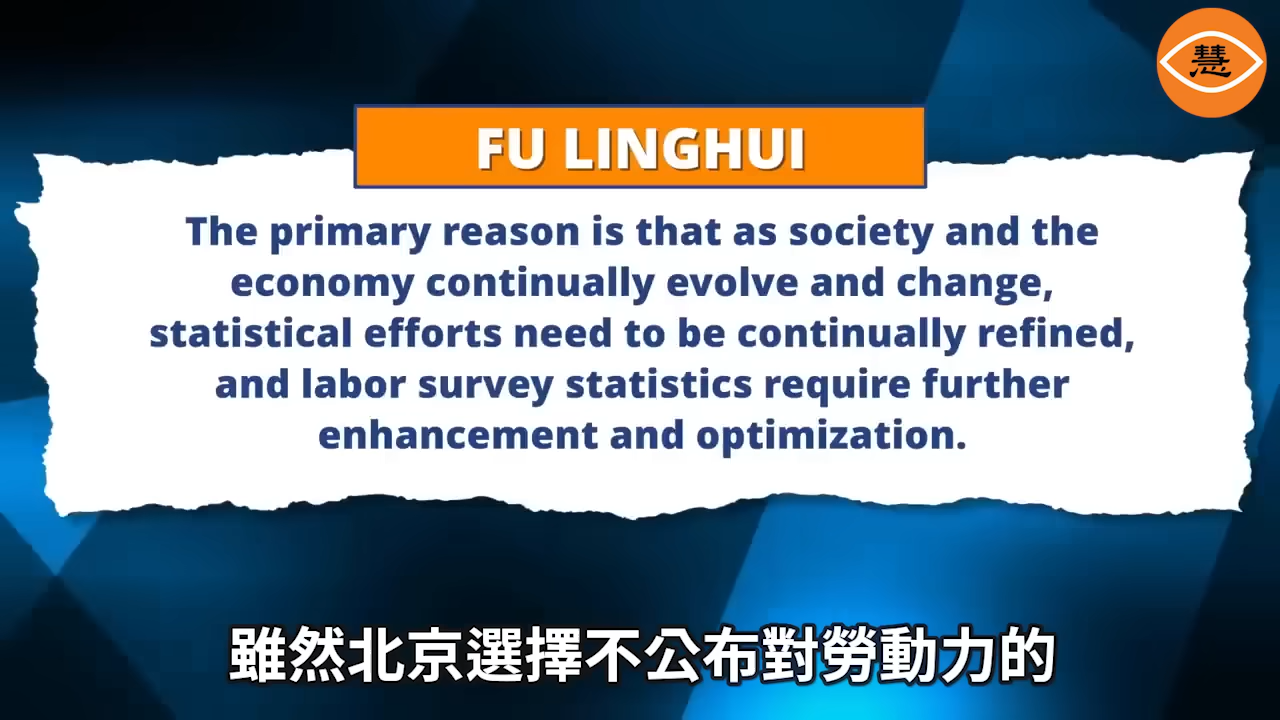 慧
FU LINGHUI
The primary reason is that as society and the
economy continually evolve and change,
statistical efforts need to be continually refined,
and labor survey statistics require further
enhancement and optimization.
雖然北京選擇不公布對勞動力的